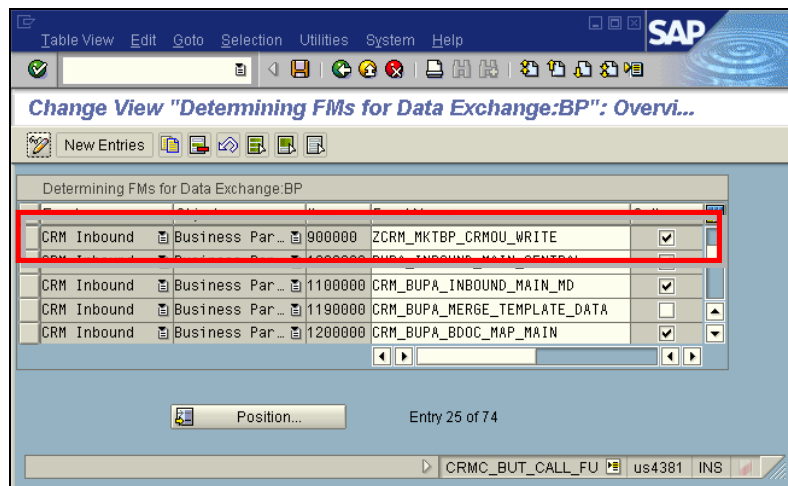 Table View Edit Goto Selection Utilities System Help
SAP
Change View "Determining FMs for Data Exchange:BP": Overvi...
New Entries
Determining FMs for Data Exchange:BP
CRM Inbound Business Par... 900000 ZCRM_MKTBP_CRMOU_WRITE
CRM Inbound Business Par... 1100000 CRM_BUPA_INBOUND_MAIN_MD
CRM Inbound Business Par... 1190000 CRM_BUPA_MERGE_TEMPLATE_DATA
CRM Inbound Business Par... 1200000 CRM_BUPA_BDOC_MAP_MAIN
Position... Entry 25 of 74
CRMC_BUT_CALL_FU us4381 INS